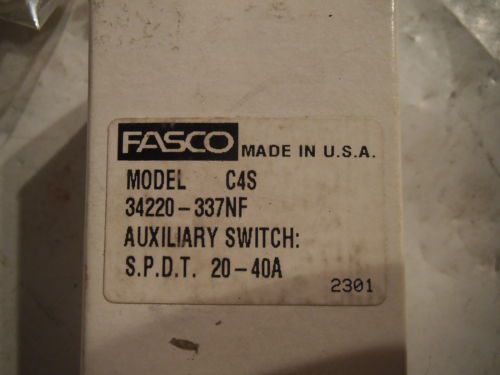 FASCO MADE IN U.S.A.
MODEL C4S
34220-337NF
AUXILIARY SWITCH:
S.P.D.T. 20-40A
2301